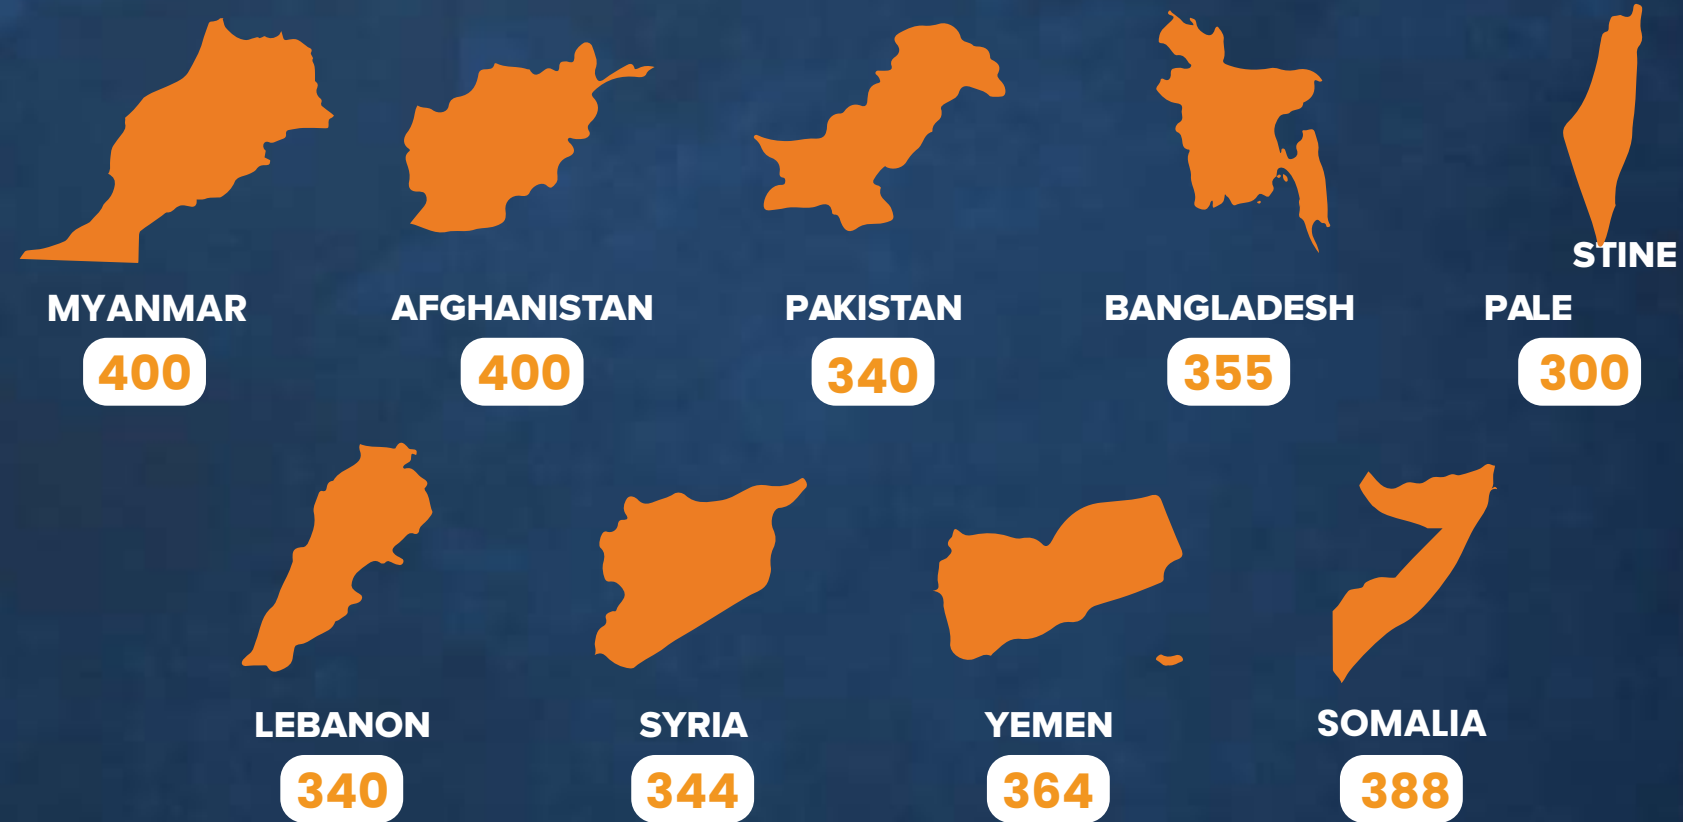 MYANMAR
400
AFGHANISTAN
400
PAKISTAN
340
BANGLADESH
355
PALE
STINE
300
LEBANON
340
SYRIA
344
YEMEN
364
SOMALIA
388